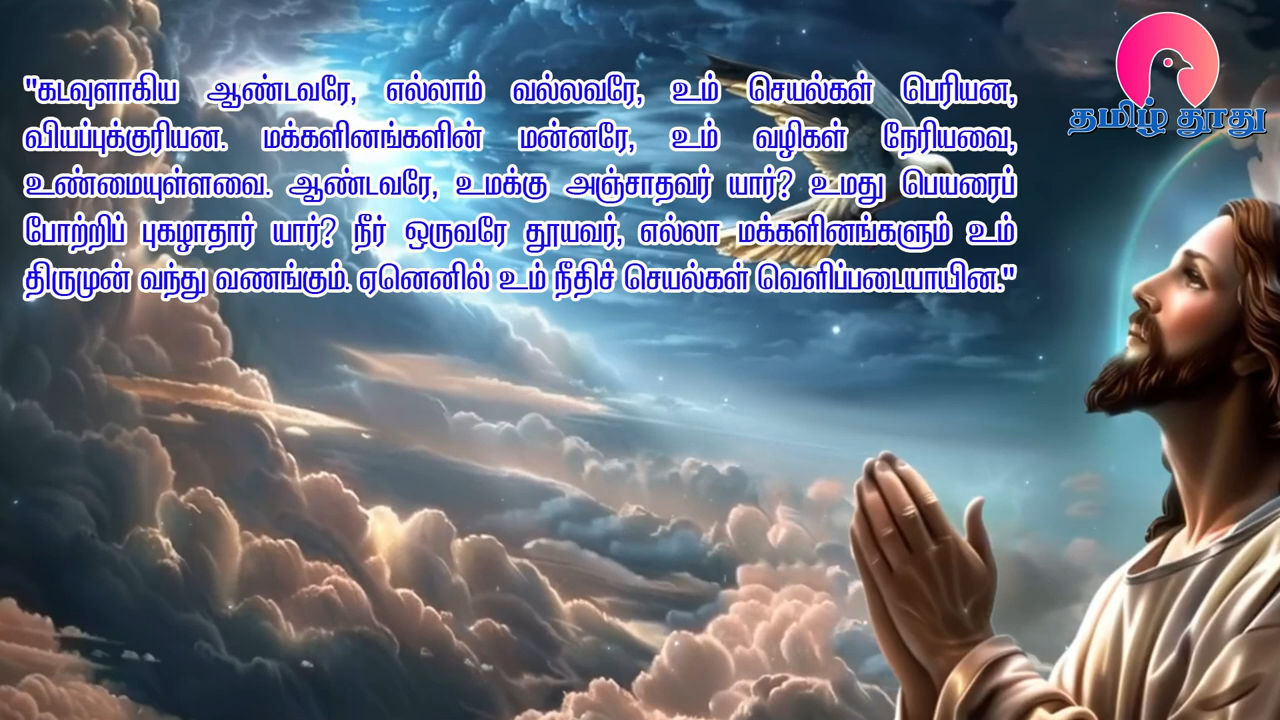 "கடவுளாகிய ஆண்டவரே, எல்லாம் வல்லவரே, உம் செயல்கள் பெரியன,
வியப்புக்குரியன. மக்களினங்களின் மன்னரே, உம் வழிகள் நேரியவை,
உண்மையுள்ளவை. ஆண்டவரே, உமக்கு அஞ்சாதவர் யார்? உமது பெயரைப்
போற்றிப் புகழாதார் யார்? நீர் ஒருவரே தூயவர், எல்லா மக்களினங்களும் உம்
திருமுன் வந்து வணங்கும். ஏனெனில் உம் நீதிச் செயல்கள் வெளிப்படையாயின."
தமிழ் தூது